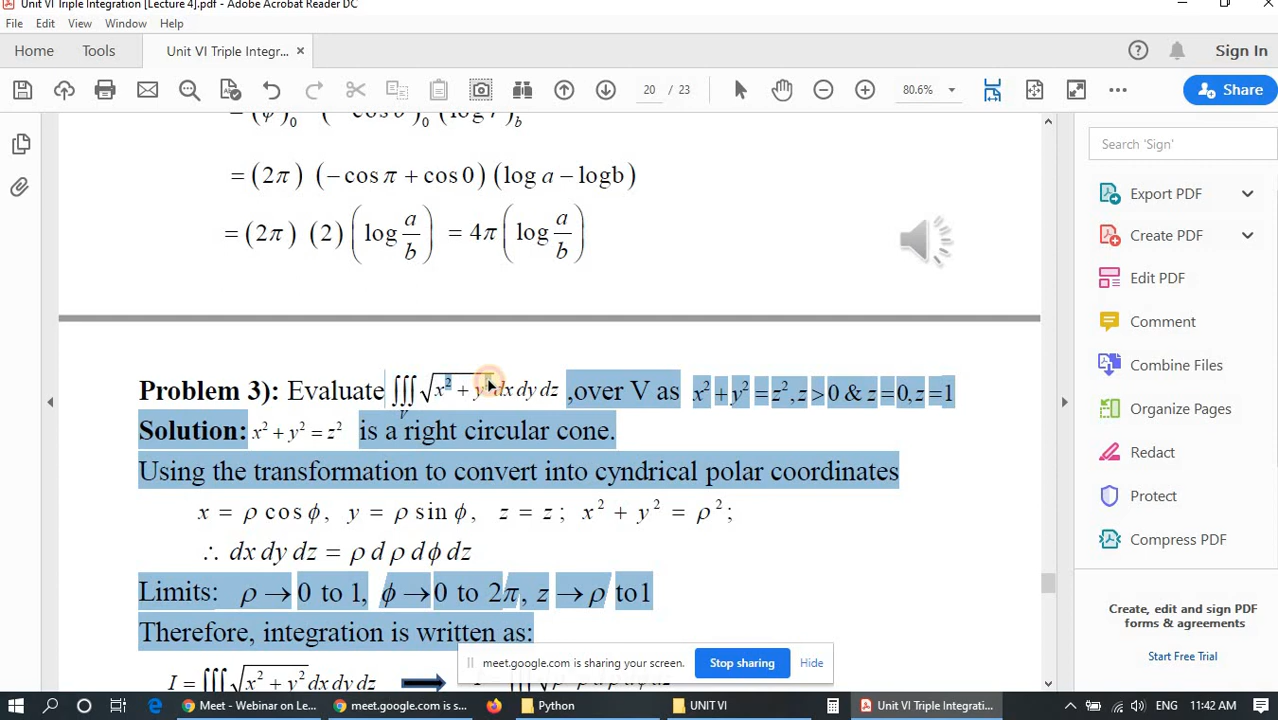 Unit VI Triple Integration [Lecture 4].pdf - Adobe Acrobat Reader DC
File Edit View Window Help
Home Tools Unit VI Triple Integr... × Sign In
20 / 23 80.6% Share
= (2π) (−cos π + cos 0) (log a − logb)
= (2π) (2) (log a/b) = 4π (log a/b)
Problem 3): Evaluate ∭_V √(x² + y²) dx dy dz ,over V as x² + y² = z², z > 0 & z = 0, z = 1
Solution: x² + y² = z² is a right circular cone.
Using the transformation to convert into cyndrical polar coordinates
x = ρ cos ϕ, y = ρ sin ϕ, z = z ; x² + y² = ρ² ;
∴ dx dy dz = ρ d ρ d ϕ dz
Limits: ρ → 0 to 1, ϕ → 0 to 2π, z → ρ to1
Therefore, integration is written as:
I = ∭ √(x² + y²) dx dy dz
Search 'Sign'
Export PDF
Create PDF
Edit PDF
Comment
Combine Files
Organize Pages
Redact
Protect
Compress PDF
Create, edit and sign PDF
forms & agreements
Start Free Trial
meet.google.com is sharing your screen. Stop sharing Hide
Meet - Webinar on Le... meet.google.com is s... Python UNIT VI Unit VI Triple Integrati... 11:42 AM